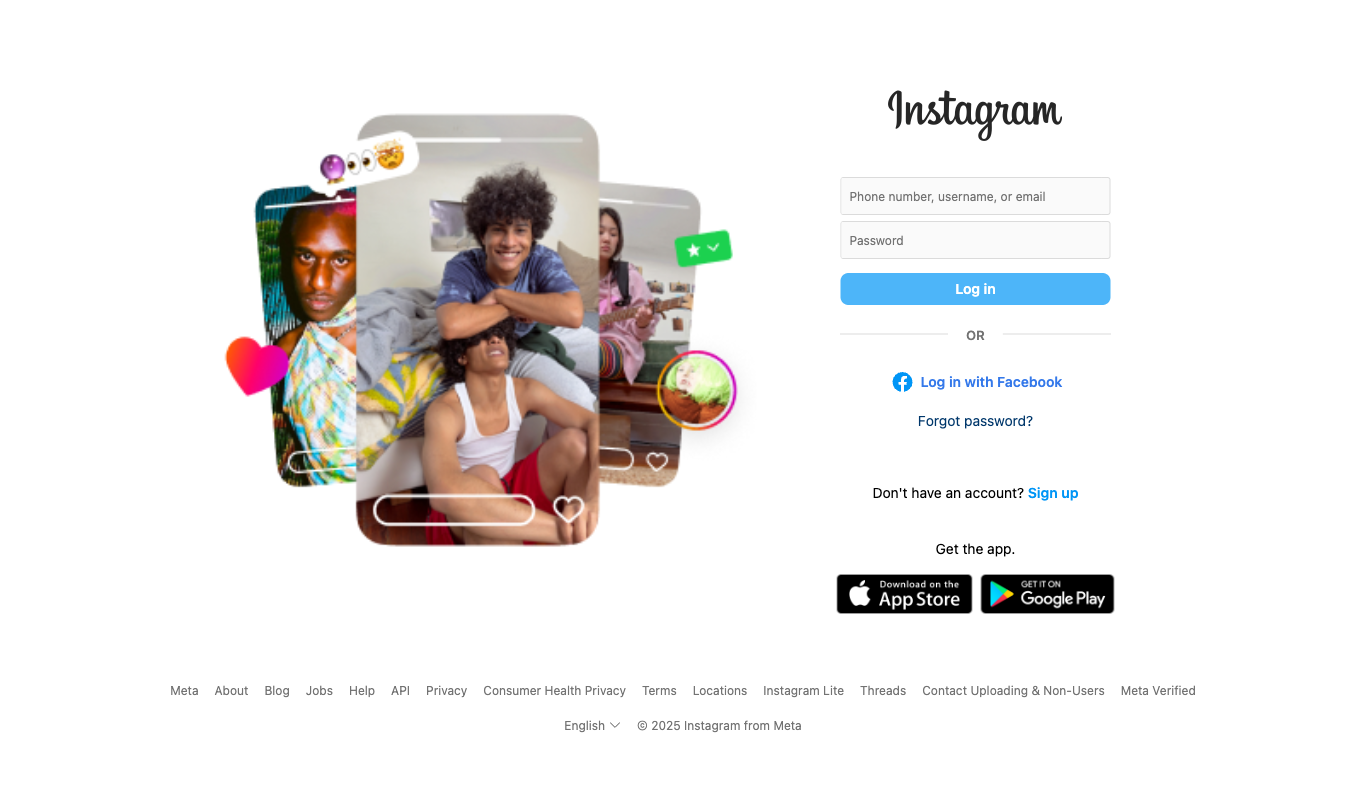 Instagram
Phone number, username, or email
Password
Log in
OR
Log in with Facebook
Forgot password?
Don't have an account? Sign up
Get the app.
Download on the App Store
GET IT ON Google Play
Meta About Blog Jobs Help API Privacy Consumer Health Privacy Terms Locations Instagram Lite Threads Contact Uploading & Non-Users Meta Verified
English © 2025 Instagram from Meta